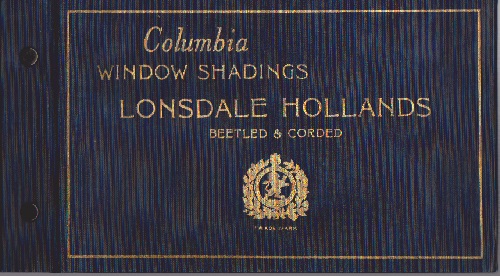 Columbia
WINDOW SHADINGS
LONSDALE HOLLANDS
BEETLED & CORDED
TRADE MARK